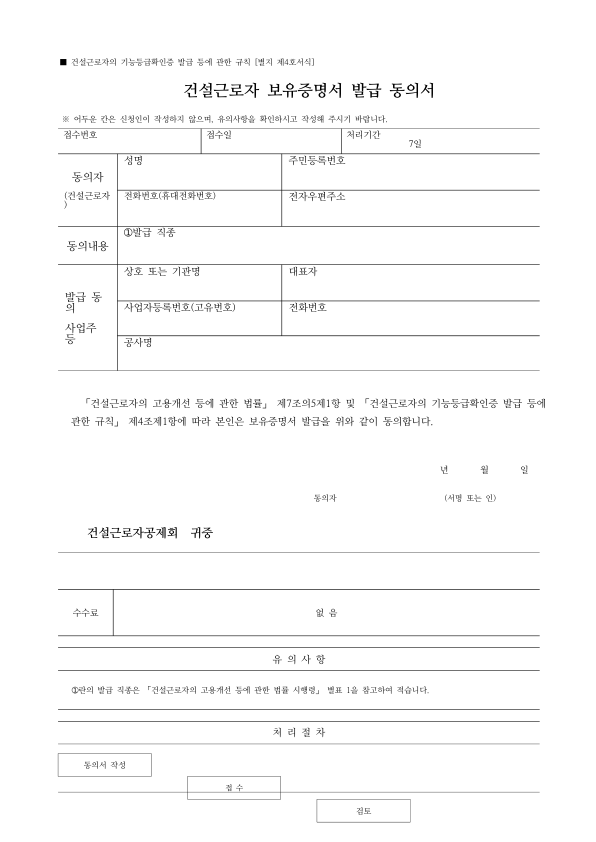 ■ 건설근로자의 기능등급확인증 발급 등에 관한 규칙 [별지 제4호서식]
건설근로자 보유증명서 발급 동의서
※ 어두운 칸은 신청인이 작성하지 않으며, 유의사항을 확인하시고 작성해 주시기 바랍니다.
접수번호 접수일 처리기간
7일
동의자
(건설근로자
)
성명 주민등록번호
전화번호(휴대전화번호) 전자우편주소
동의내용 ①발급 직종
발급 동
의
사업주
등
상호 또는 기관명 대표자
사업자등록번호(고유번호) 전화번호
공사명
「건설근로자의 고용개선 등에 관한 법률」 제7조의5제1항 및 「건설근로자의 기능등급확인증 발급 등에
관한 규칙」 제4조제1항에 따라 본인은 보유증명서 발급을 위와 같이 동의합니다.
년 월 일
동의자 (서명 또는 인)
건설근로자공제회 귀중
수수료 없 음
유 의 사 항
①란의 발급 직종은 「건설근로자의 고용개선 등에 관한 법률 시행령」 별표 1을 참고하여 적습니다.
처 리 절 차
동의서 작성
접 수
검토